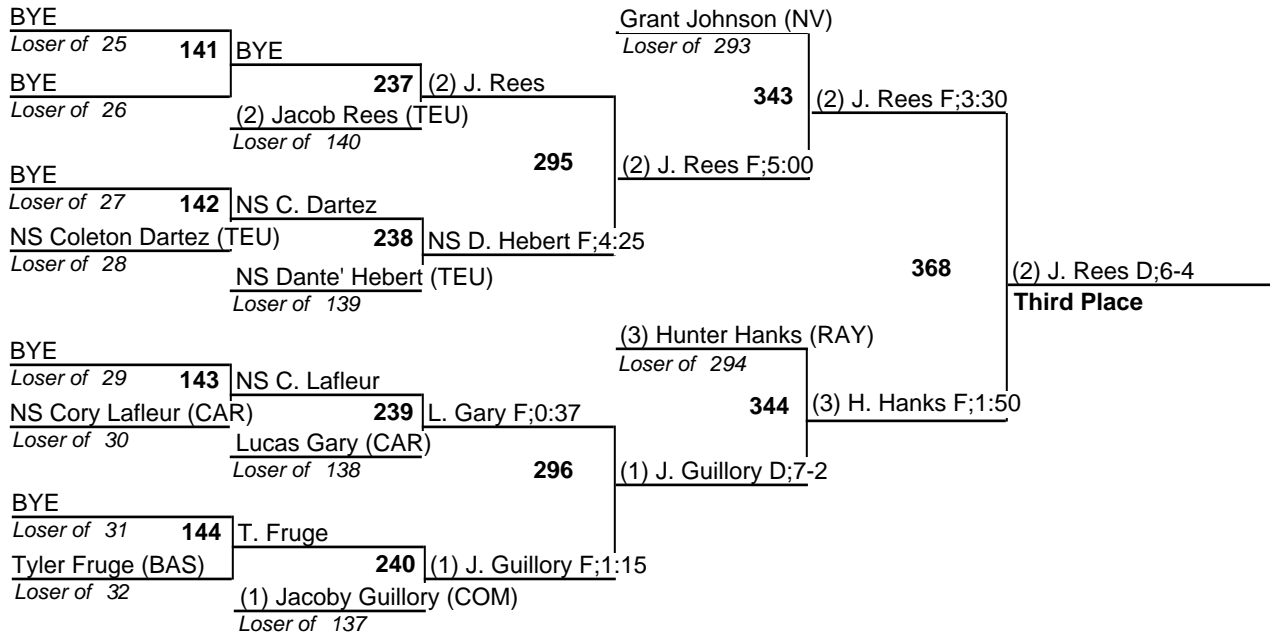 BYE
Loser of 25
141
BYE
Loser of 26
BYE
237
(2) Jacob Rees (TEU)
Loser of 140
(2) J. Rees
BYE
Loser of 27
142
NS Coleton Dartez (TEU)
Loser of 28
NS C. Dartez
238
NS Dante' Hebert (TEU)
Loser of 139
NS D. Hebert F;4:25
295
(2) J. Rees F;5:00
Grant Johnson (NV)
Loser of 293
343
(2) J. Rees F;3:30
BYE
Loser of 29
143
NS Cory Lafleur (CAR)
Loser of 30
NS C. Lafleur
239
Lucas Gary (CAR)
Loser of 138
L. Gary F;0:37
BYE
Loser of 31
144
Tyler Fruge (BAS)
Loser of 32
T. Fruge
240
(1) Jacoby Guillory (COM)
Loser of 137
(1) J. Guillory F;1:15
296
(1) J. Guillory D;7-2
(3) Hunter Hanks (RAY)
Loser of 294
344
(3) H. Hanks F;1:50
368
(2) J. Rees D;6-4
Third Place